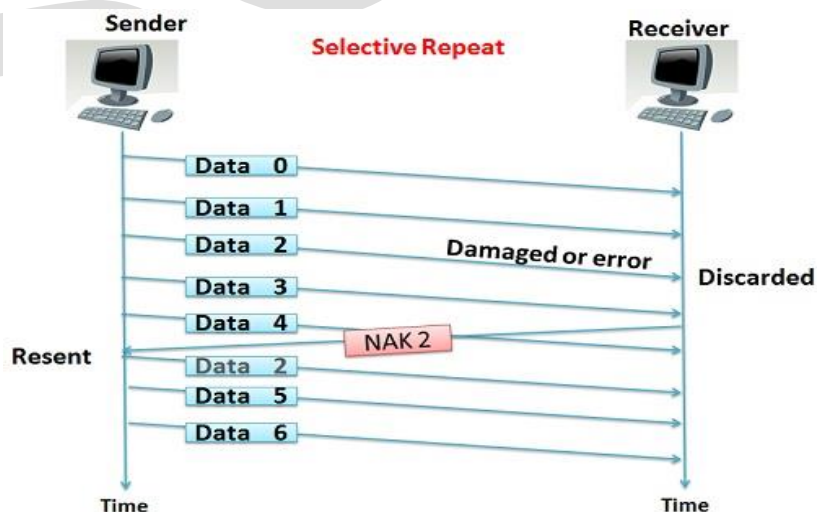 Sender
Receiver
Selective Repeat
Data 0
Data 1
Data 2
Damaged or error
Discarded
Data 3
Data 4
NAK 2
Resent
Data 2
Data 5
Data 6
Time
Time